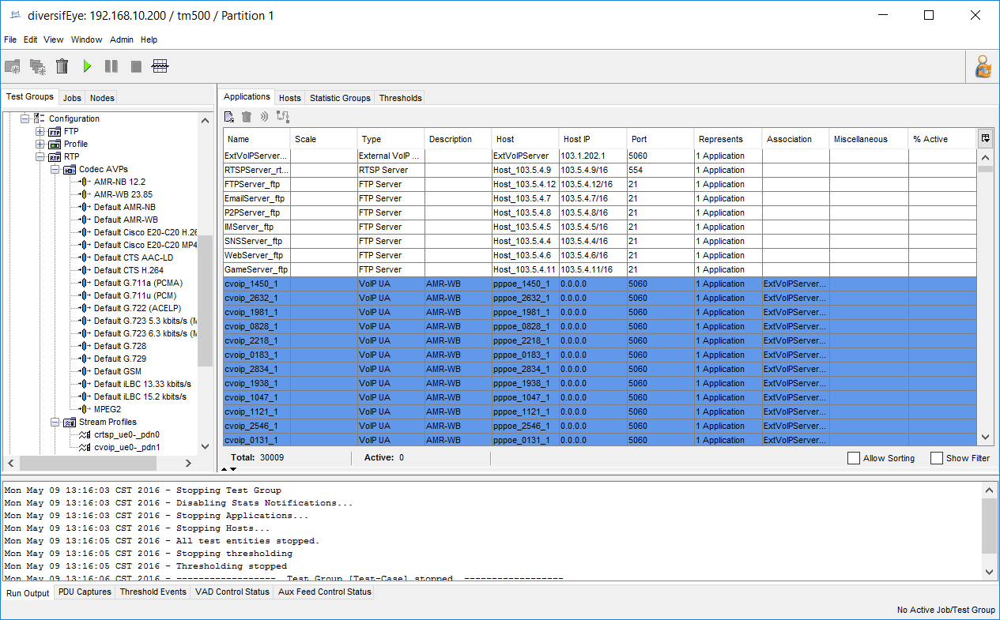 diversifEye: 192.168.10.200 / tm500 / Partition 1
File Edit View Window Admin Help
Test Groups Jobs Nodes
Configuration
FTP
Profile
RTP
Codec AVPs
AMR-NB 12.2
AMR-WB 23.85
Default AMR-NB
Default AMR-WB
Default Cisco E20-C20 H.26
Default Cisco E20-C20 MP4
Default CTS AAC-LD
Default CTS H.264
Default G.711a (PCMA)
Default G.711u (PCM)
Default G.722 (ACELP)
Default G.723 5.3 kbits/s (M
Default G.723 6.3 kbits/s (M
Default G.728
Default G.729
Default GSM
Default iLBC 13.33 kbits/s
Default iLBC 15.2 kbits/s
MPEG2
Stream Profiles
crtsp_ue0-_pdn0
cvoip_ue0-_pdn1
Applications Hosts Statistic Groups Thresholds
Name Scale Type Description Host Host IP Port Represents Association Miscellaneous % Active
ExtVoIPServer... External VoIP ... ExtVoIPServer 103.1.202.1 5060 1 Application
RTSPServer_rt... RTSP Server Host_103.5.4.9 103.5.4.9/16 554 1 Application
FTPServer_ftp FTP Server Host_103.5.4.12 103.5.4.12/16 21 1 Application
EmailServer_ftp FTP Server Host_103.5.4.7 103.5.4.7/16 21 1 Application
P2PServer_ftp FTP Server Host_103.5.4.8 103.5.4.8/16 21 1 Application
IMServer_ftp FTP Server Host_103.5.4.5 103.5.4.5/16 21 1 Application
SNSServer_ftp FTP Server Host_103.5.4.4 103.5.4.4/16 21 1 Application
WebServer_ftp FTP Server Host_103.5.4.6 103.5.4.6/16 21 1 Application
GameServer_ftp FTP Server Host_103.5.4.11 103.5.4.11/16 21 1 Application
cvoip_1450_1 VoIP UA AMR-WB pppoe_1450_1 0.0.0.0 5060 1 Application ExtVoIPServer...
cvoip_2632_1 VoIP UA AMR-WB pppoe_2632_1 0.0.0.0 5060 1 Application ExtVoIPServer...
cvoip_1981_1 VoIP UA AMR-WB pppoe_1981_1 0.0.0.0 5060 1 Application ExtVoIPServer...
cvoip_0828_1 VoIP UA AMR-WB pppoe_0828_1 0.0.0.0 5060 1 Application ExtVoIPServer...
cvoip_2218_1 VoIP UA AMR-WB pppoe_2218_1 0.0.0.0 5060 1 Application ExtVoIPServer...
cvoip_0183_1 VoIP UA AMR-WB pppoe_0183_1 0.0.0.0 5060 1 Application ExtVoIPServer...
cvoip_2834_1 VoIP UA AMR-WB pppoe_2834_1 0.0.0.0 5060 1 Application ExtVoIPServer...
cvoip_1938_1 VoIP UA AMR-WB pppoe_1938_1 0.0.0.0 5060 1 Application ExtVoIPServer...
cvoip_1047_1 VoIP UA AMR-WB pppoe_1047_1 0.0.0.0 5060 1 Application ExtVoIPServer...
cvoip_1121_1 VoIP UA AMR-WB pppoe_1121_1 0.0.0.0 5060 1 Application ExtVoIPServer...
cvoip_2546_1 VoIP UA AMR-WB pppoe_2546_1 0.0.0.0 5060 1 Application ExtVoIPServer...
cvoip_0131_1 VoIP UA AMR-WB pppoe_0131_1 0.0.0.0 5060 1 Application ExtVoIPServer...
Total: 30009 Active: 0 Allow Sorting Show Filter
Mon May 09 13:16:03 CST 2016 - Stopping Test Group
Mon May 09 13:16:03 CST 2016 - Disabling Stats Notifications...
Mon May 09 13:16:03 CST 2016 - Stopping Applications...
Mon May 09 13:16:03 CST 2016 - Stopping Hosts...
Mon May 09 13:16:05 CST 2016 - All test entities stopped.
Mon May 09 13:16:05 CST 2016 - Stopping thresholding
Mon May 09 13:16:05 CST 2016 - Thresholding stopped
Mon May 09 13:16:06 CST 2016 - ------------------ Test Group [Test-Case] stopped ------------------
Run Output PDU Captures Threshold Events VAD Control Status Aux Feed Control Status
No Active Job/Test Group